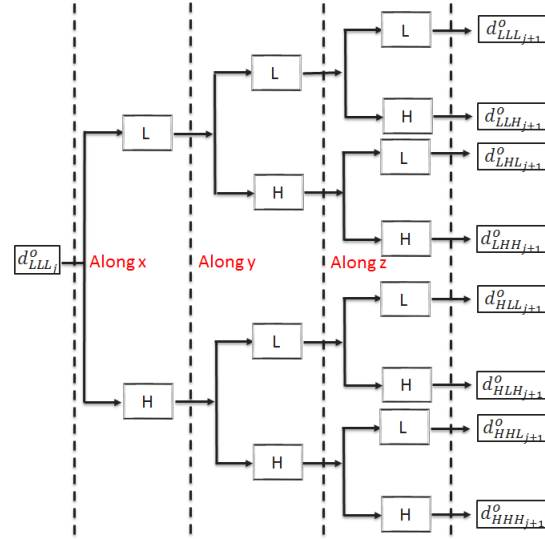 L
d^o_{LLL_{j+1}}
L
H
d^o_{LLH_{j+1}}
L
L
d^o_{LHL_{j+1}}
H
H
d^o_{LHH_{j+1}}
d^o_{LLL_j}
Along x
Along y
Along z
L
d^o_{HLL_{j+1}}
L
H
d^o_{HLH_{j+1}}
H
L
d^o_{HHL_{j+1}}
H
H
d^o_{HHH_{j+1}}